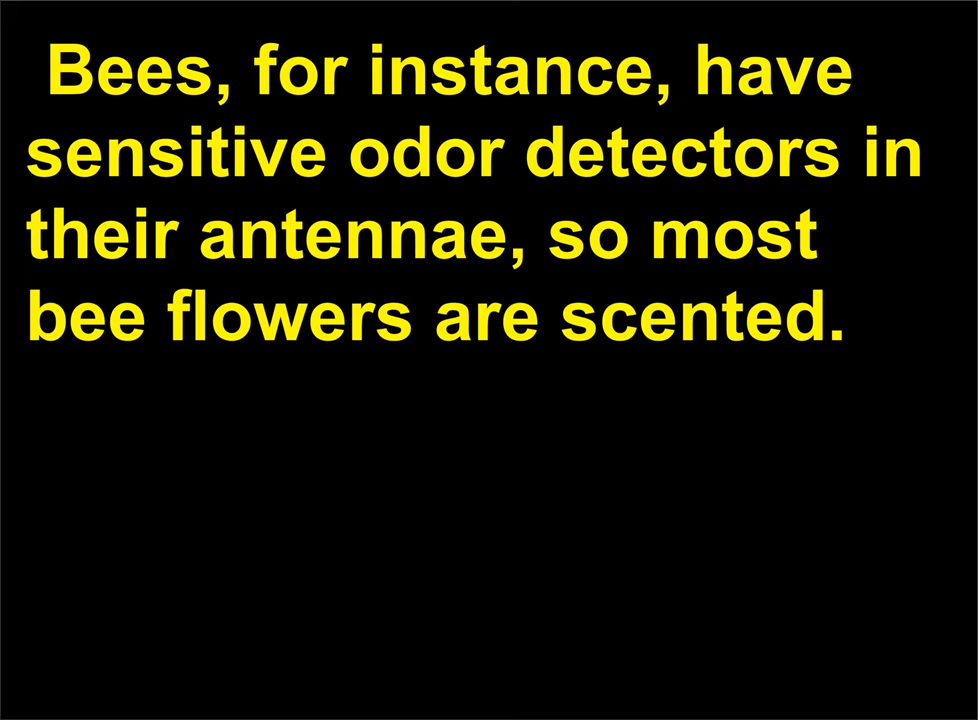 Bees, for instance, have
sensitive odor detectors in
their antennae, so most
bee flowers are scented.